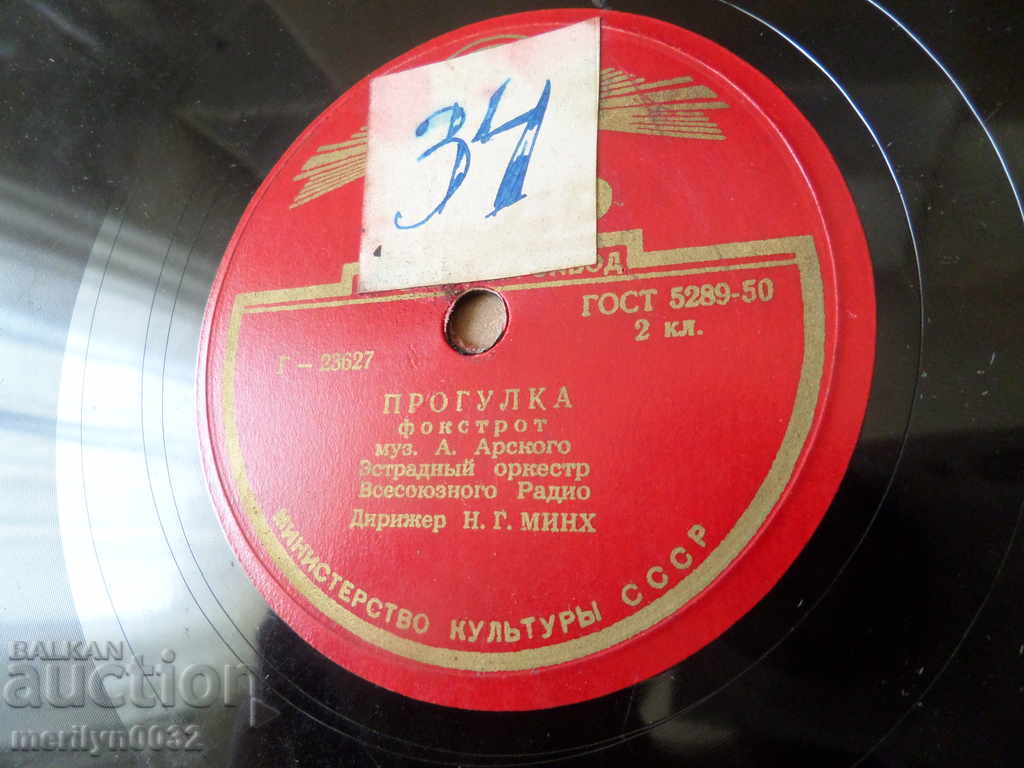 34
ГОСТ 5289-50
2 кл.
Г - 23627
ПРОГУЛКА
фокстрот
муз. А. Арского
Эстрадный оркестр
Всесоюзного Радио
Дирижер Н. Г. МИНХ
МИНИСТЕРСТВО КУЛЬТУРЫ СССР
BALKAN
auction
merilyn0032